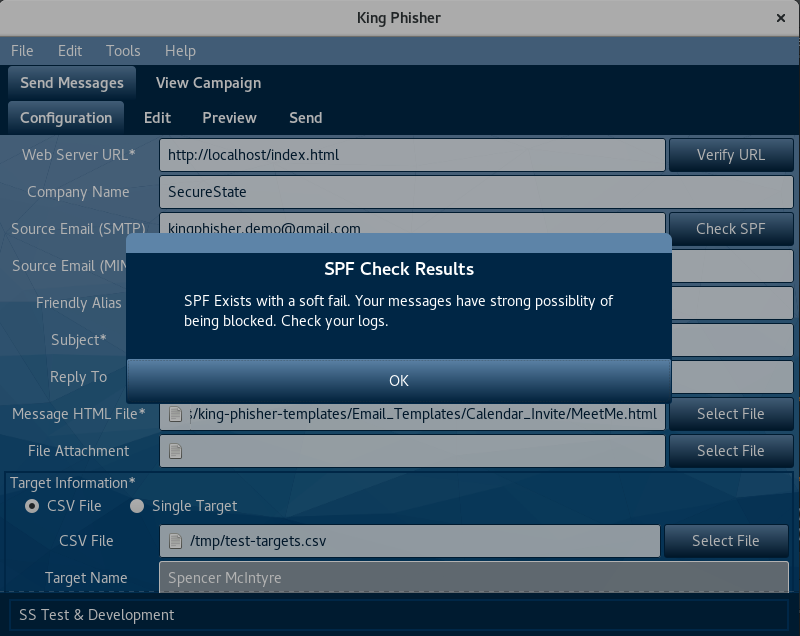 King Phisher
File Edit Tools Help
Send Messages View Campaign
Configuration Edit Preview Send
Web Server URL* http://localhost/index.html Verify URL
Company Name SecureState
Source Email (SMTP) kingphisher.demo@gmail.com Check SPF
Source Email (MIM
SPF Check Results
SPF Exists with a soft fail. Your messages have strong possiblity of
being blocked. Check your logs.
OK
Friendly Alias
Subject*
Reply To
Message HTML File* s/king-phisher-templates/Email_Templates/Calendar_Invite/MeetMe.html Select File
File Attachment Select File
Target Information*
CSV File Single Target
CSV File /tmp/test-targets.csv Select File
Target Name Spencer McIntyre
SS Test & Development